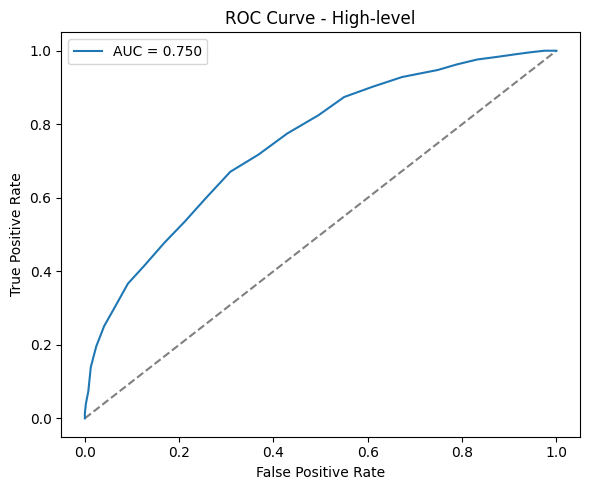 ROC Curve - High-level
AUC = 0.750
1.0
0.8
0.6
0.4
0.2
0.0
True Positive Rate
0.0 0.2 0.4 0.6 0.8 1.0
False Positive Rate